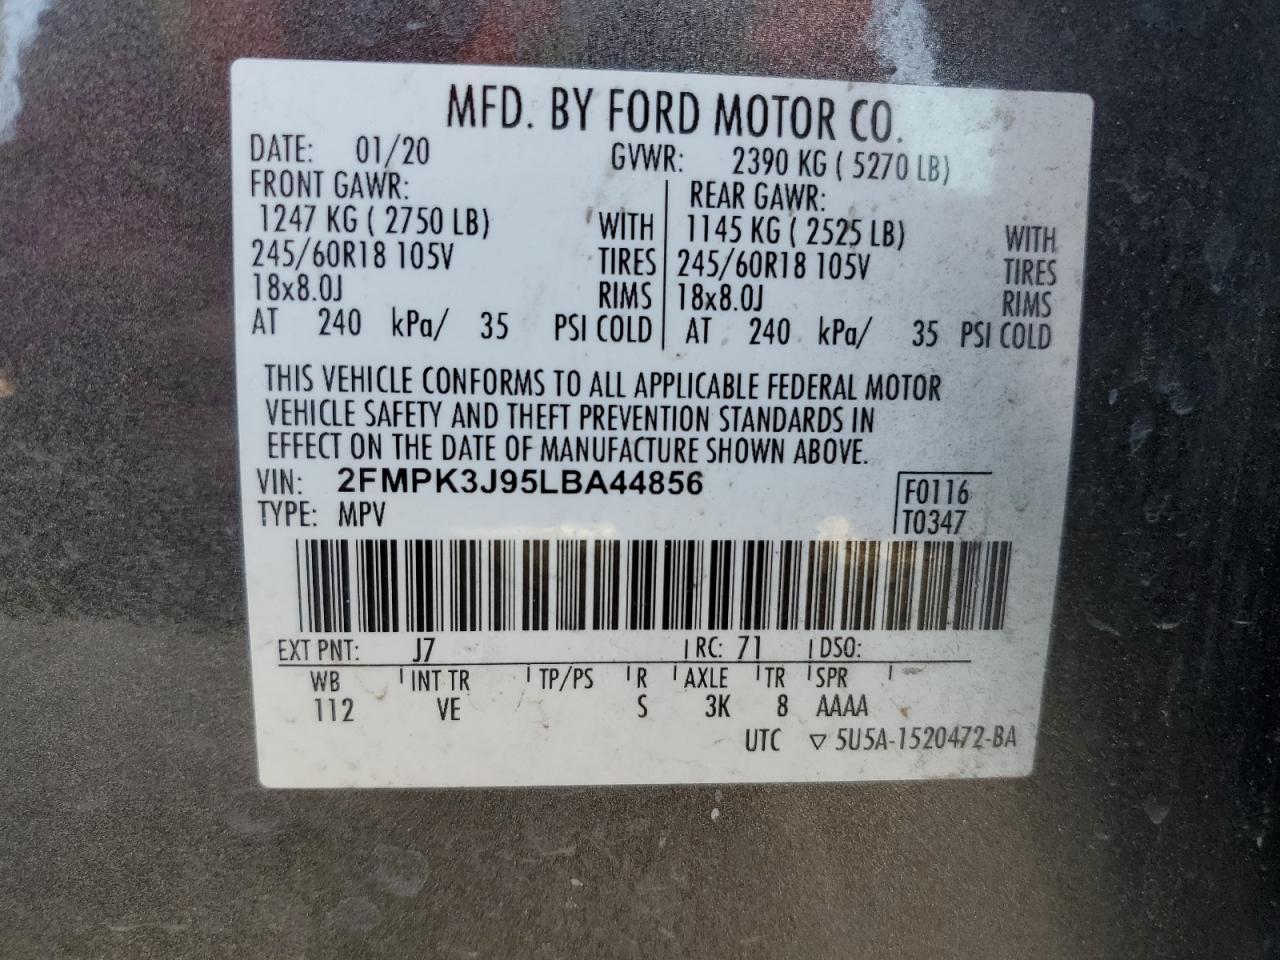 MFD. BY FORD MOTOR CO.
DATE: 01/20 GVWR: 2390 KG ( 5270 LB)
FRONT GAWR: REAR GAWR:
1247 KG ( 2750 LB) WITH 1145 KG ( 2525 LB) WITH
245/60R18 105V TIRES 245/60R18 105V TIRES
18x8.0J RIMS 18x8.0J RIMS
AT 240 kPa/ 35 PSI COLD AT 240 kPa/ 35 PSI COLD
THIS VEHICLE CONFORMS TO ALL APPLICABLE FEDERAL MOTOR
VEHICLE SAFETY AND THEFT PREVENTION STANDARDS IN
EFFECT ON THE DATE OF MANUFACTURE SHOWN ABOVE.
VIN: 2FMPK3J95LBA44856 F0116
TYPE: MPV T0347
EXT PNT: J7 RC: 71 DSO:
WB INT TR TP/PS R AXLE TR SPR
112 VE S 3K 8 AAAA
UTC ▽ 5U5A-1520472-BA